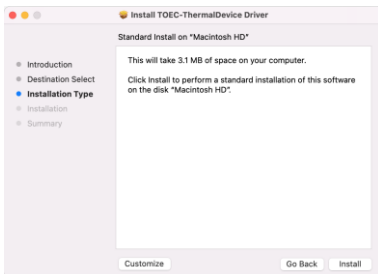 Install TOEC-ThermalDevice Driver
Standard Install on "Macintosh HD"
Introduction
Destination Select
Installation Type
Installation
Summary
This will take 3.1 MB of space on your computer.
Click Install to perform a standard installation of this software
on the disk "Macintosh HD".
Customize
Go Back
Install